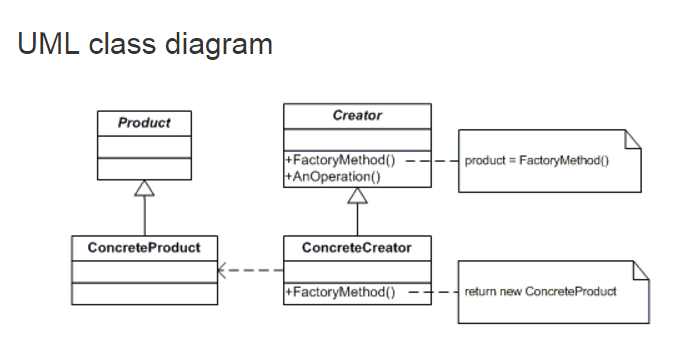 UML class diagram
Product
Creator
+FactoryMethod()
+AnOperation()
product = FactoryMethod()
ConcreteProduct
ConcreteCreator
+FactoryMethod()
return new ConcreteProduct